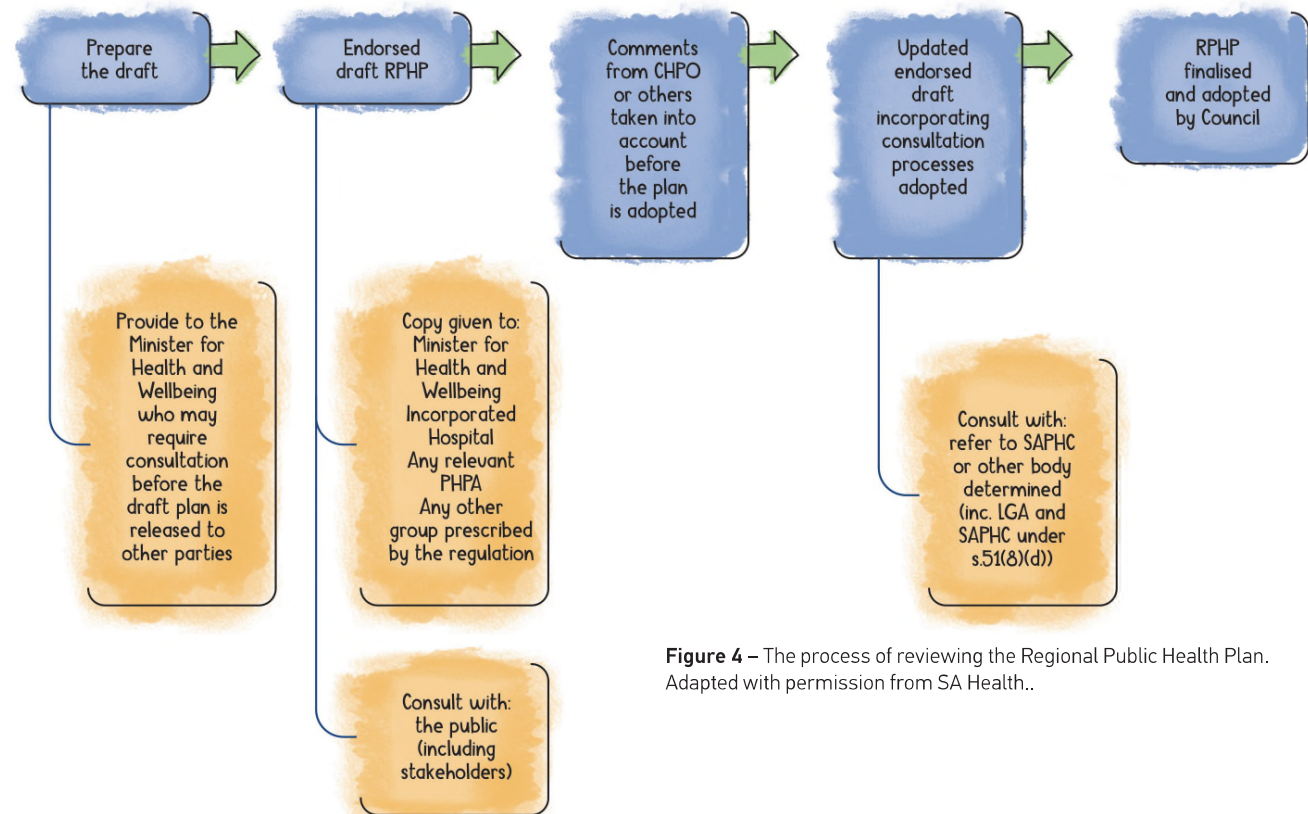 Prepare
the draft
Endorsed
draft RPHP
Comments
from CHPO
or others
taken into
account
before
the plan
is adopted
Updated
endorsed
draft
incorporating
consultation
processes
adopted
RPHP
finalised
and adopted
by Council
Provide to the
Minister for
Health and
Wellbeing
who may
require
consultation
before the
draft plan is
released to
other parties
Copy given to:
Minister for
Health and
Wellbeing
Incorporated
Hospital
Any relevant
PHPA
Any other
group prescribed
by the regulation
Consult with:
refer to SAPHC
or other body
determined
(inc. LGA and
SAPHC under
s.51(8)(d))
Consult with:
the public
(including
stakeholders)
Figure 4 – The process of reviewing the Regional Public Health Plan.
Adapted with permission from SA Health..